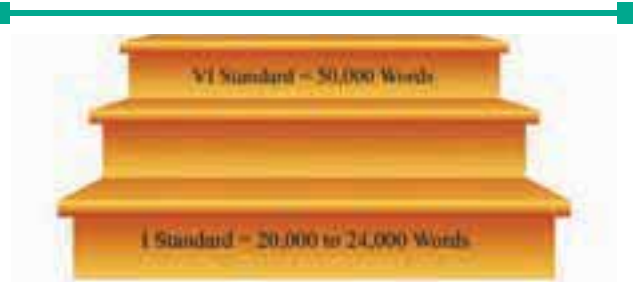 VI Standard = 50,000 Words
I Standard = 20,000 to 24,000 Words